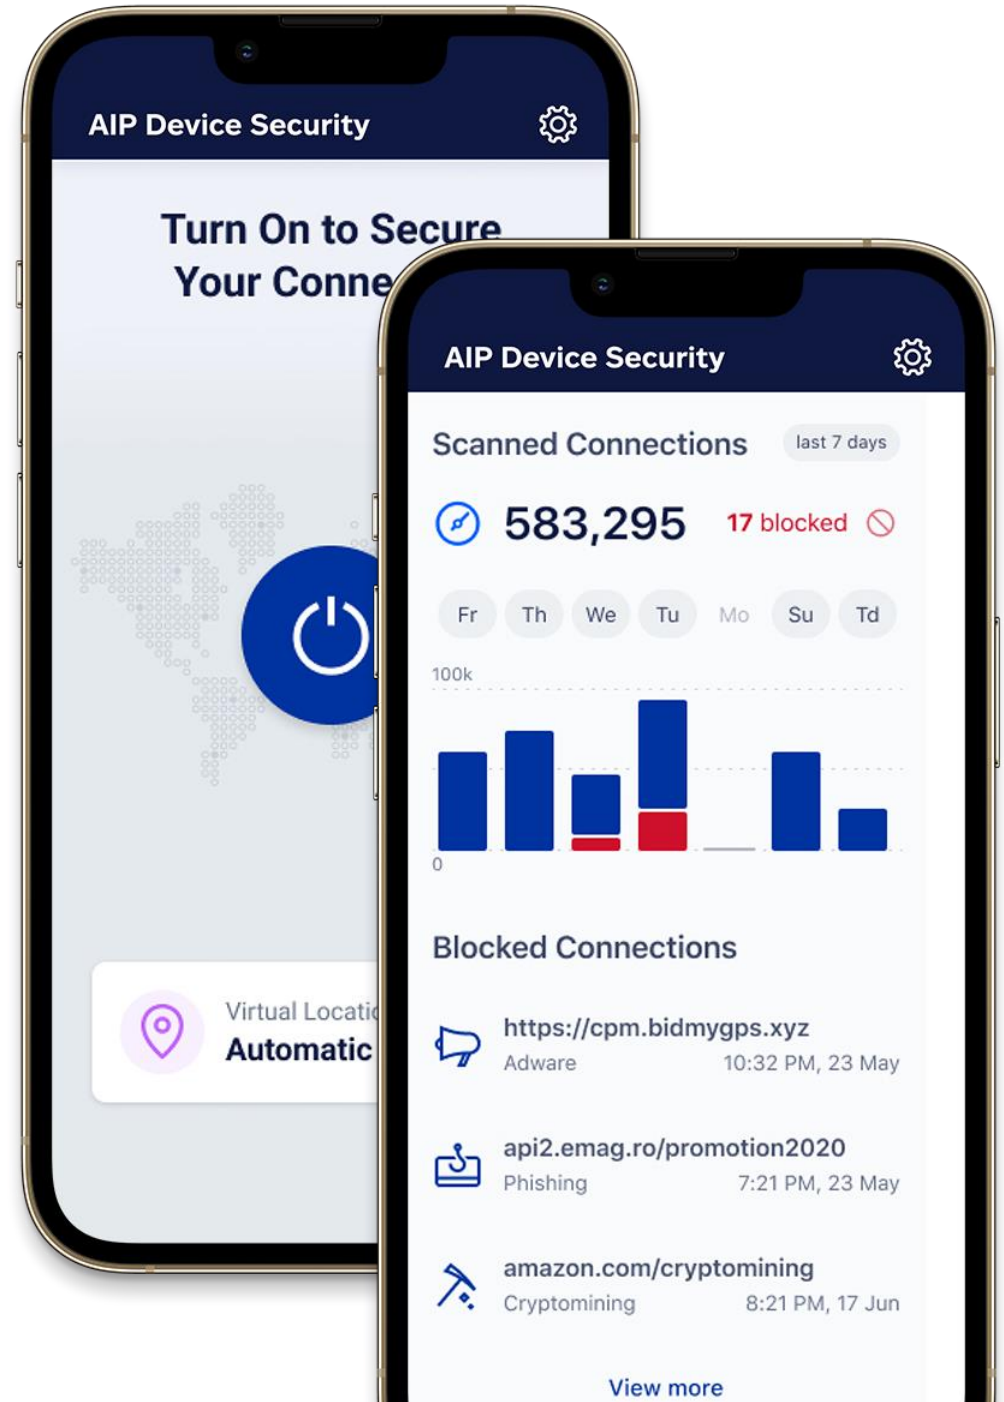 AIP Device Security
Turn On to Secure
Your Conne
Virtual Locatio
Automatic
AIP Device Security
Scanned Connections last 7 days
583,295 17 blocked
Fr Th We Tu Mo Su Td
100k
0
Blocked Connections
https://cpm.bidmygps.xyz
Adware 10:32 PM, 23 May
api2.emag.ro/promotion2020
Phishing 7:21 PM, 23 May
amazon.com/cryptomining
Cryptomining 8:21 PM, 17 Jun
View more